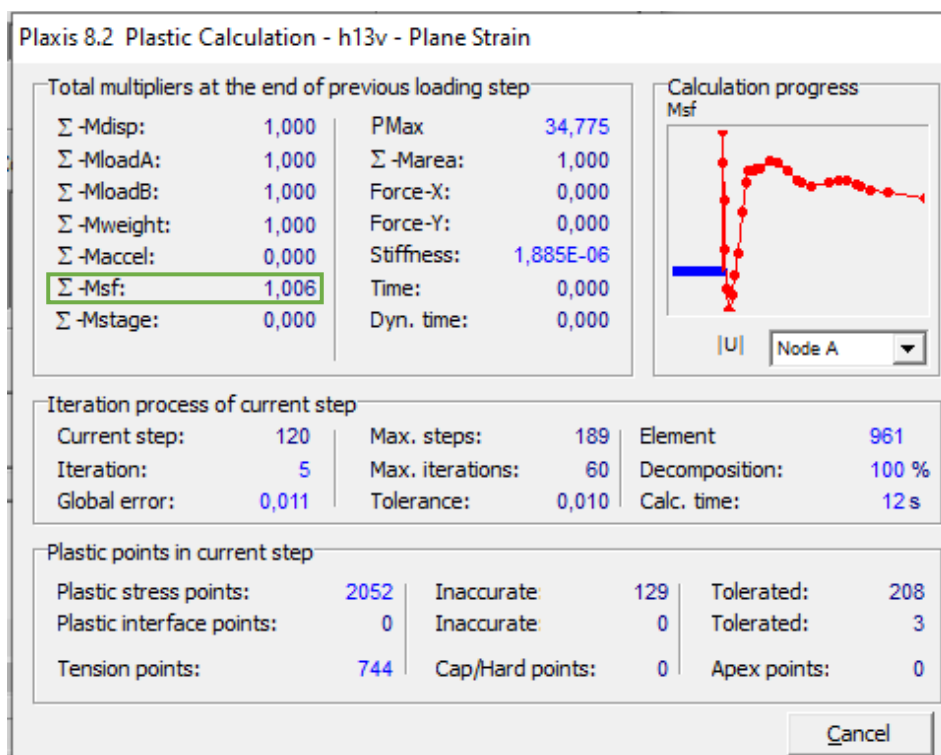 Plaxis 8.2 Plastic Calculation - h13v - Plane Strain
Total multipliers at the end of previous loading step
Σ -Mdisp: 1,000 PMax 34,775
Σ -MloadA: 1,000 Σ -Marea: 1,000
Σ -MloadB: 1,000 Force-X: 0,000
Σ -Mweight: 1,000 Force-Y: 0,000
Σ -Maccel: 0,000 Stiffness: 1,885E-06
Σ -Msf: 1,006 Time: 0,000
Σ -Mstage: 0,000 Dyn. time: 0,000
Calculation progress
Msf
|U| Node A
Iteration process of current step
Current step: 120 Max. steps: 189 Element 961
Iteration: 5 Max. iterations: 60 Decomposition: 100 %
Global error: 0,011 Tolerance: 0,010 Calc. time: 12 s
Plastic points in current step
Plastic stress points: 2052 Inaccurate: 129 Tolerated: 208
Plastic interface points: 0 Inaccurate: 0 Tolerated: 3
Tension points: 744 Cap/Hard points: 0 Apex points: 0
Cancel